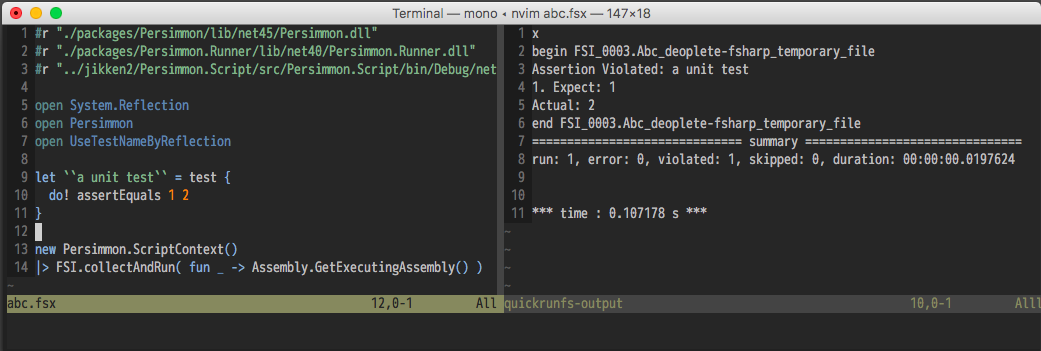 Terminal — mono ◂ nvim abc.fsx — 147×18
1 #r "./packages/Persimmon/lib/net45/Persimmon.dll"
2 #r "./packages/Persimmon.Runner/lib/net40/Persimmon.Runner.dll"
3 #r "../jikken2/Persimmon.Script/src/Persimmon.Script/bin/Debug/net
4
5 open System.Reflection
6 open Persimmon
7 open UseTestNameByReflection
8
9 let ``a unit test`` = test {
10   do! assertEquals 1 2
11 }
12
13 new Persimmon.ScriptContext()
14 |> FSI.collectAndRun( fun _ -> Assembly.GetExecutingAssembly() )
~
abc.fsx 12,0-1 All
1 x
2 begin FSI_0003.Abc_deoplete-fsharp_temporary_file
3 Assertion Violated: a unit test
4 1. Expect: 1
5 Actual: 2
6 end FSI_0003.Abc_deoplete-fsharp_temporary_file
7 ============================== summary ===============================
8 run: 1, error: 0, violated: 1, skipped: 0, duration: 00:00:00.0197624
9
10
11 *** time : 0.107178 s ***
~
~
~
~
quickrunfs-output 10,0-1 Alll